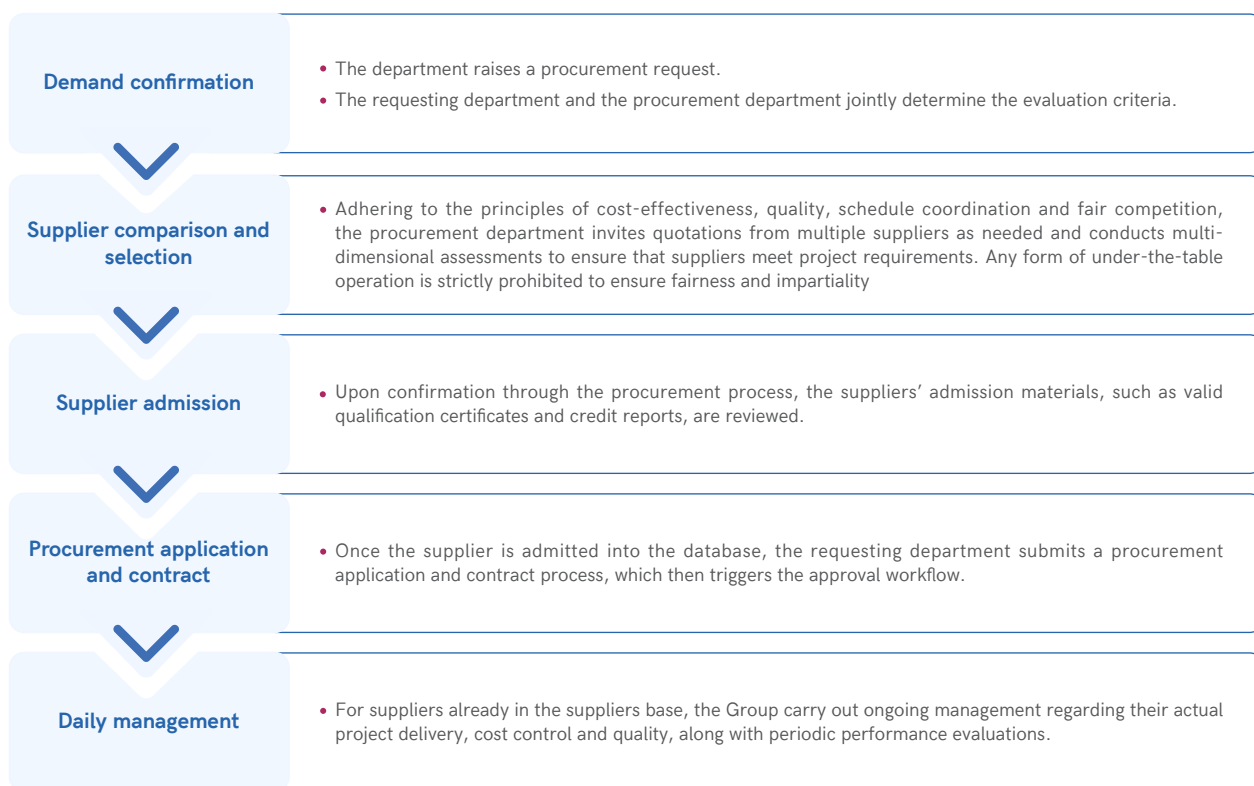 Demand confirmation
• The department raises a procurement request.
• The requesting department and the procurement department jointly determine the evaluation criteria.
Supplier comparison and
selection
• Adhering to the principles of cost-effectiveness, quality, schedule coordination and fair competition,
the procurement department invites quotations from multiple suppliers as needed and conducts multi-
dimensional assessments to ensure that suppliers meet project requirements. Any form of under-the-table
operation is strictly prohibited to ensure fairness and impartiality
Supplier admission
• Upon confirmation through the procurement process, the suppliers’ admission materials, such as valid
qualification certificates and credit reports, are reviewed.
Procurement application
and contract
• Once the supplier is admitted into the database, the requesting department submits a procurement
application and contract process, which then triggers the approval workflow.
Daily management
• For suppliers already in the suppliers base, the Group carry out ongoing management regarding their actual
project delivery, cost control and quality, along with periodic performance evaluations.